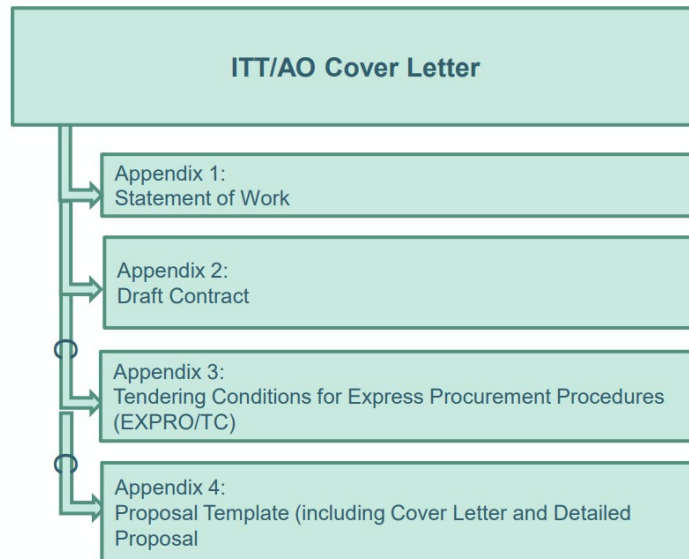 ITT/AO Cover Letter
Appendix 1:
Statement of Work
Appendix 2:
Draft Contract
Appendix 3:
Tendering Conditions for Express Procurement Procedures
(EXPRO/TC)
Appendix 4:
Proposal Template (including Cover Letter and Detailed
Proposal